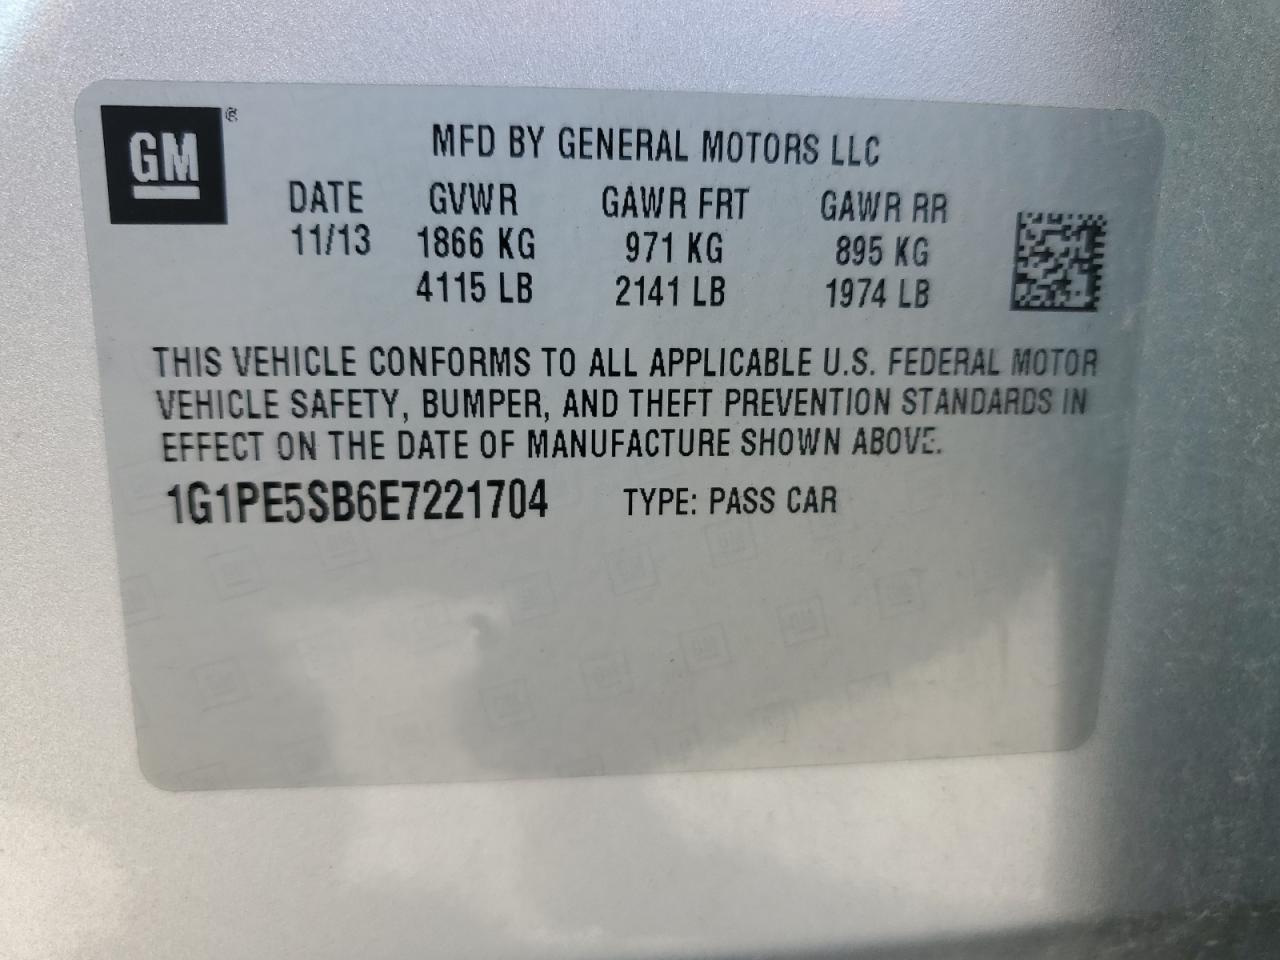 GM ®
MFD BY GENERAL MOTORS LLC
DATE GVWR GAWR FRT GAWR RR
11/13 1866 KG 971 KG 895 KG
4115 LB 2141 LB 1974 LB
THIS VEHICLE CONFORMS TO ALL APPLICABLE U.S. FEDERAL MOTOR
VEHICLE SAFETY, BUMPER, AND THEFT PREVENTION STANDARDS IN
EFFECT ON THE DATE OF MANUFACTURE SHOWN ABOVE.
1G1PE5SB6E7221704 TYPE: PASS CAR